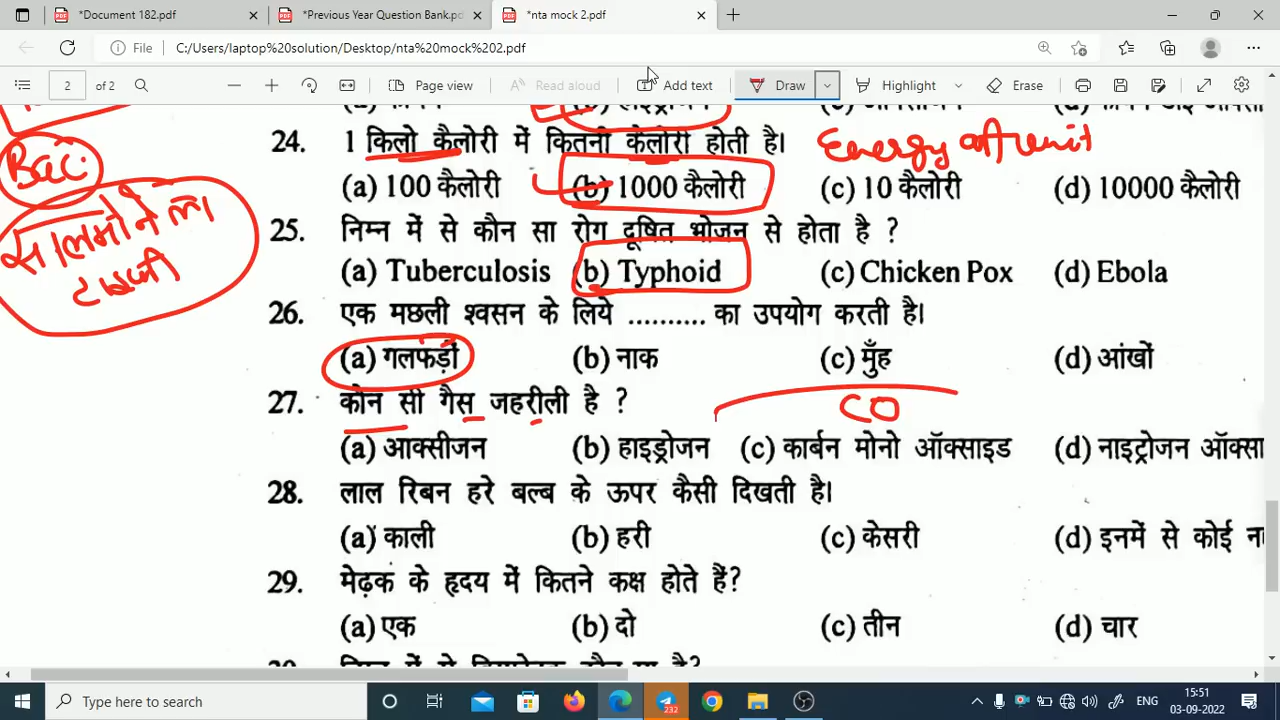 *Document 182.pdf
*Previous Year Question Bank.pd
*nta mock 2.pdf
File
C:/Users/laptop%20solution/Desktop/nta%20mock%202.pdf
2 of 2
Page view
Read aloud
Add text
Draw
Highlight
Erase
24. 1 किलो कैलोरी में कितनी केलोरी होती है। Energy of unit
(a) 100 कैलोरी (b) 1000 कैलोरी (c) 10 कैलोरी (d) 10000 कैलोरी
Bac.
सालमोनेला
टाइफी
25. निम्न में से कौन सा रोग दूषित भोजन से होता है ?
(a) Tuberculosis (b) Typhoid (c) Chicken Pox (d) Ebola
26. एक मछली श्वसन के लिये .......... का उपयोग करती है।
(a) गलफड़ों (b) नाक (c) मुँह (d) आंखों
27. कौन सी गैस जहरीली है ? CO
(a) आक्सीजन (b) हाइड्रोजन (c) कार्बन मोनो ऑक्साइड (d) नाइट्रोजन ऑक्सा
28. लाल रिबन हरे बल्ब के ऊपर कैसी दिखती है।
(a) काली (b) हरी (c) केसरी (d) इनमें से कोई
29. मेढ़क के हृदय में कितने कक्ष होते हैं?
(a) एक (b) दो (c) तीन (d) चार
Type here to search
232
ENG
15:51
03-09-2022